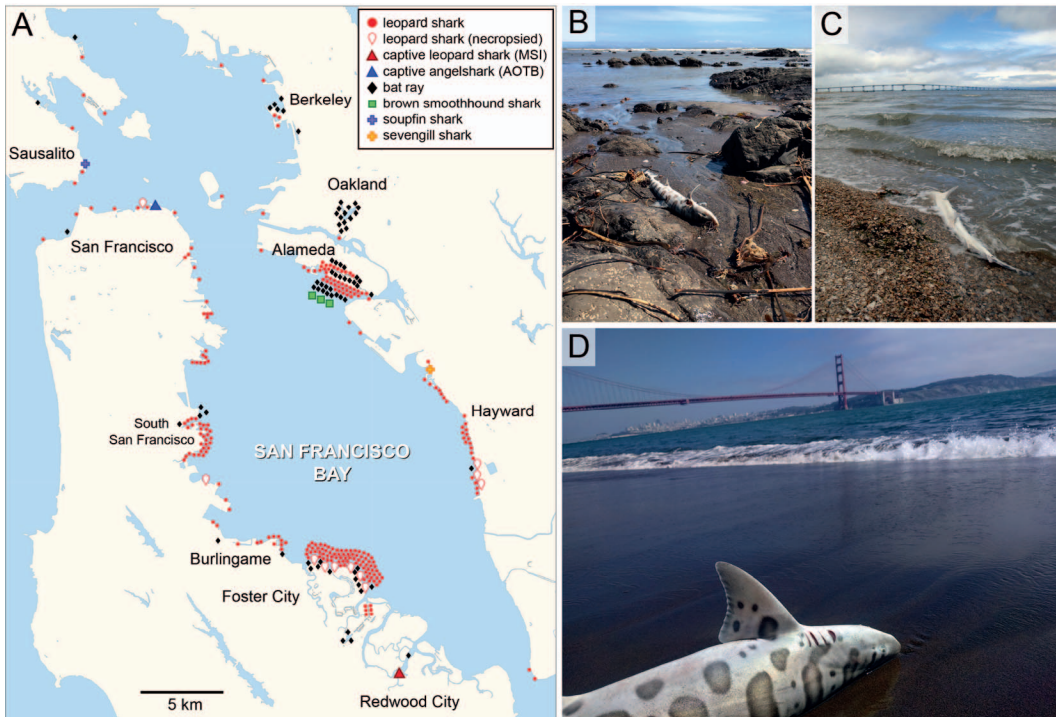 A
leopard shark
leopard shark (necropsied)
captive leopard shark (MSI)
captive angelshark (AOTB)
bat ray
brown smoothhound shark
soupfin shark
sevengill shark
Berkeley
Sausalito
Oakland
San Francisco
Alameda
Hayward
South
San Francisco
SAN FRANCISCO
BAY
Burlingame
Foster City
5 km
Redwood City
B
C
D